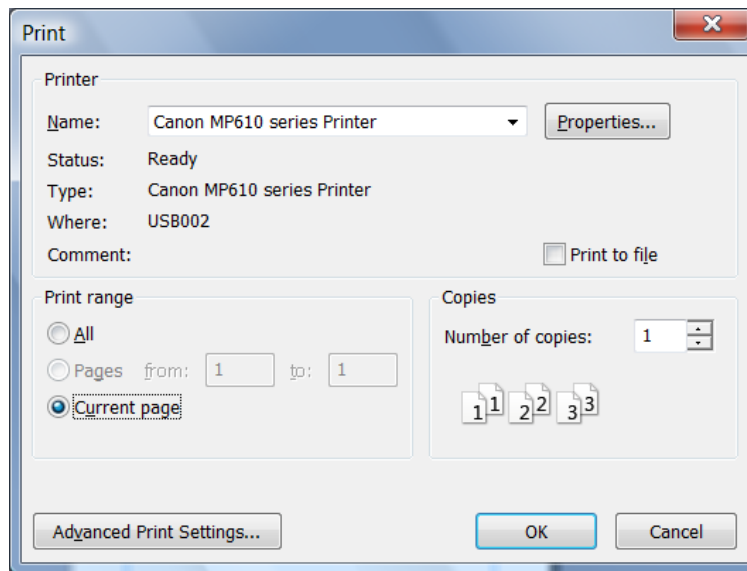 Print
Printer
Name: Canon MP610 series Printer Properties...
Status: Ready
Type: Canon MP610 series Printer
Where: USB002
Comment: Print to file
Print range
All
Pages from: 1 to: 1
Current page
Copies
Number of copies: 1
1 1 2 2 3 3
Advanced Print Settings... OK Cancel